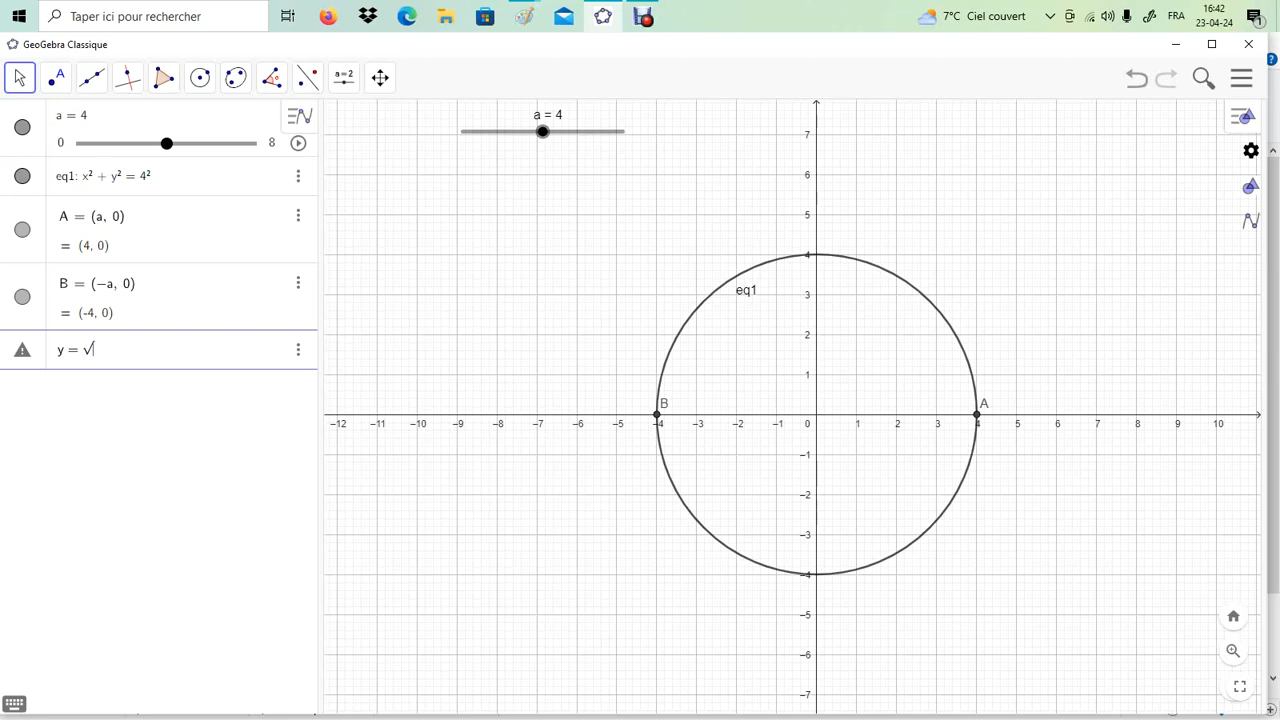 Taper ici pour rechercher
7°C Ciel couvert
FRA
16:42
23-04-24
1
GeoGebra Classique
A
a=2
?
a = 4
0
8
eq1: x² + y² = 4²
A = (a, 0)
= (4, 0)
B = (−a, 0)
= (-4, 0)
y = √
a = 4
7
6
5
4
eq1
3
2
1
B
A
−12 −11 −10 −9 −8 −7 −6 −5 −4 −3 −2 −1 0 1 2 3 4 5 6 7 8 9 10
−1
−2
−3
−4
−5
−6
−7